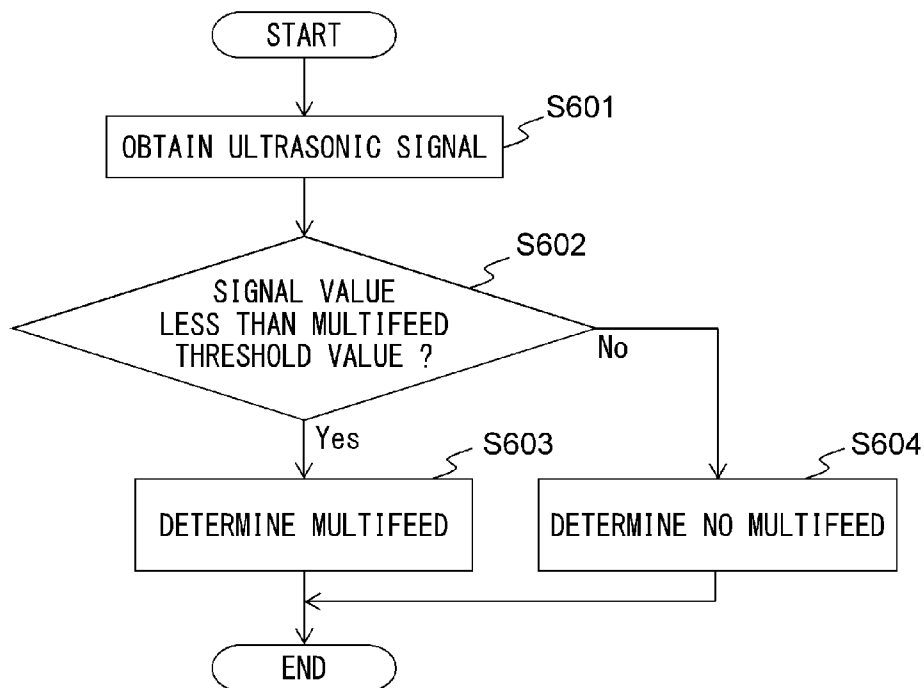 START
S601
OBTAIN ULTRASONIC SIGNAL
S602
SIGNAL VALUE
LESS THAN MULTIFEED
THRESHOLD VALUE ?
No
Yes
S603
S604
DETERMINE MULTIFEED
DETERMINE NO MULTIFEED
END